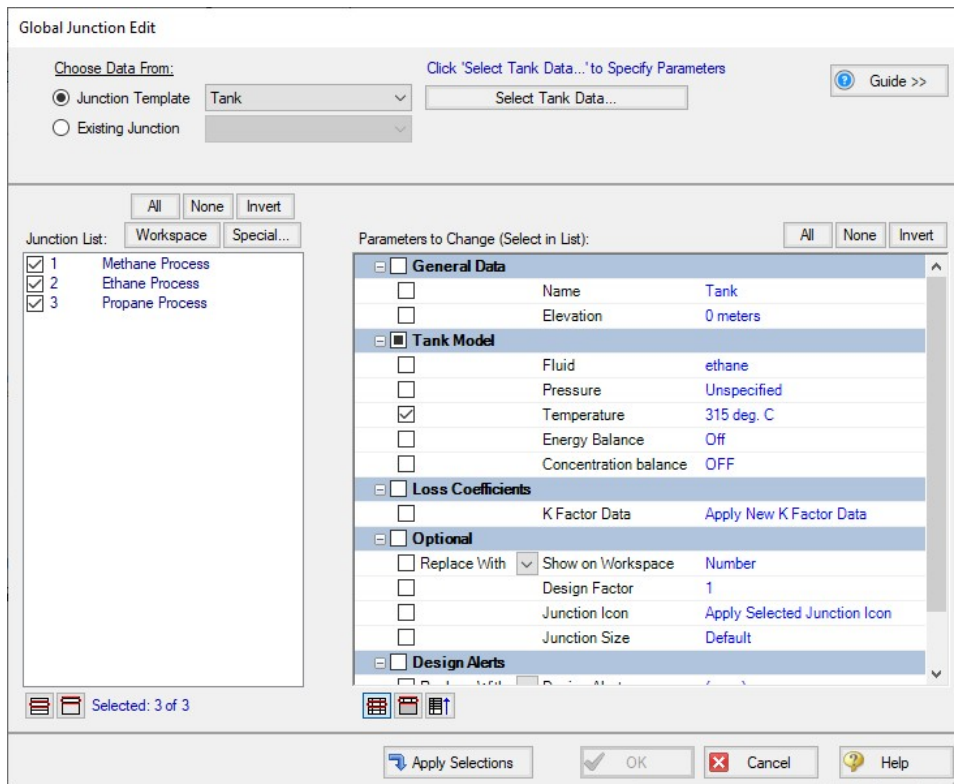 Global Junction Edit
Choose Data From:
Click 'Select Tank Data...' to Specify Parameters
Junction Template Tank Select Tank Data... Guide >>
Existing Junction
All None Invert
Junction List: Workspace Special... Parameters to Change (Select in List): All None Invert
1 Methane Process
2 Ethane Process
3 Propane Process
General Data
Name Tank
Elevation 0 meters
Tank Model
Fluid ethane
Pressure Unspecified
Temperature 315 deg. C
Energy Balance Off
Concentration balance OFF
Loss Coefficients
K Factor Data Apply New K Factor Data
Optional
Replace With Show on Workspace Number
Design Factor 1
Junction Icon Apply Selected Junction Icon
Junction Size Default
Design Alerts
Selected: 3 of 3
Apply Selections OK Cancel Help